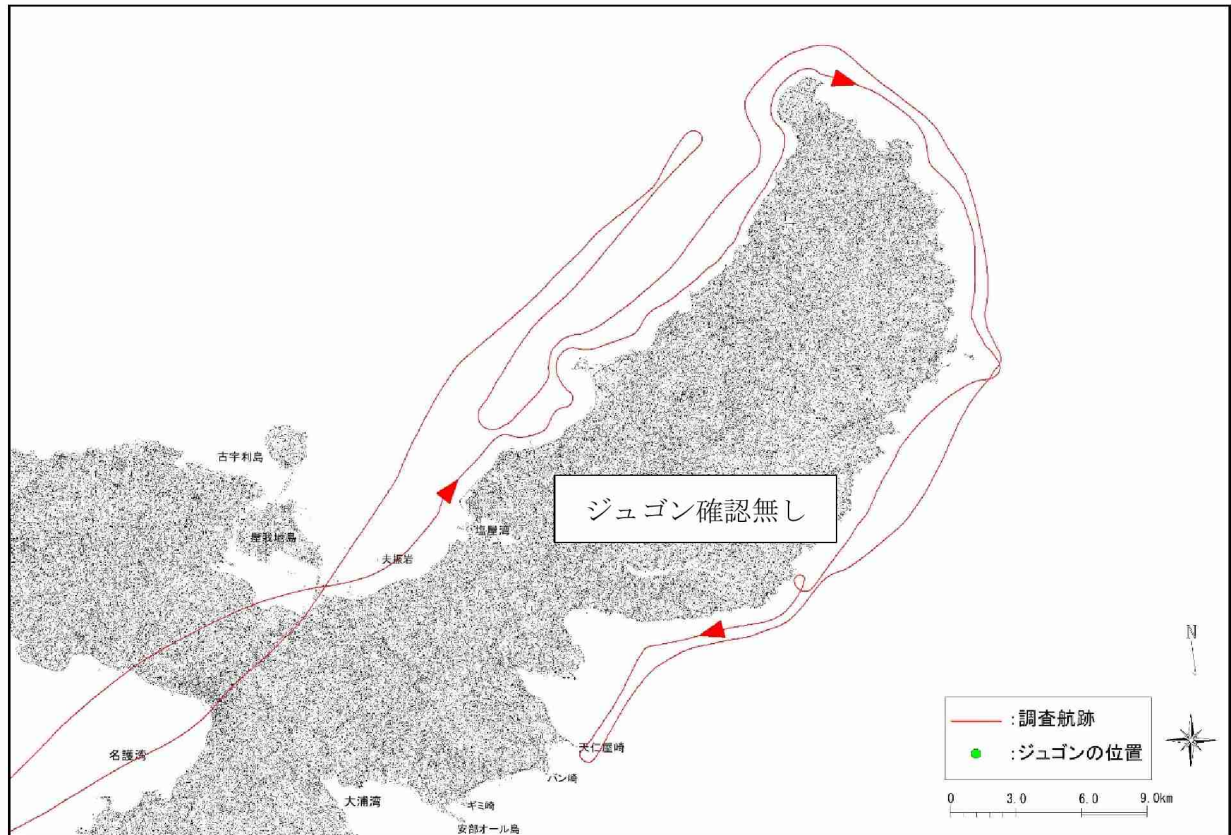 古宇利島
屋我地島
塩屋湾
夫振岩
ジュゴン確認無し
名護湾
天仁屋崎
バン崎
大浦湾
ギミ崎
安部オール島
N
:調査航跡
:ジュゴンの位置
0 3.0 6.0 9.0km